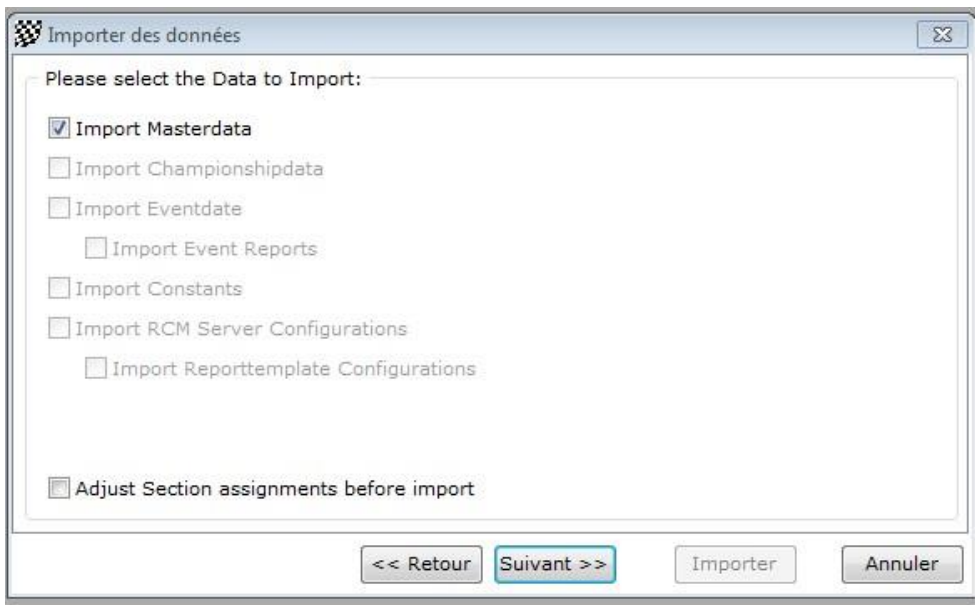 Importer des données
Please select the Data to Import:
Import Masterdata
Import Championshipdata
Import Eventdate
Import Event Reports
Import Constants
Import RCM Server Configurations
Import Reporttemplate Configurations
Adjust Section assignments before import
<< Retour Suivant >> Importer Annuler